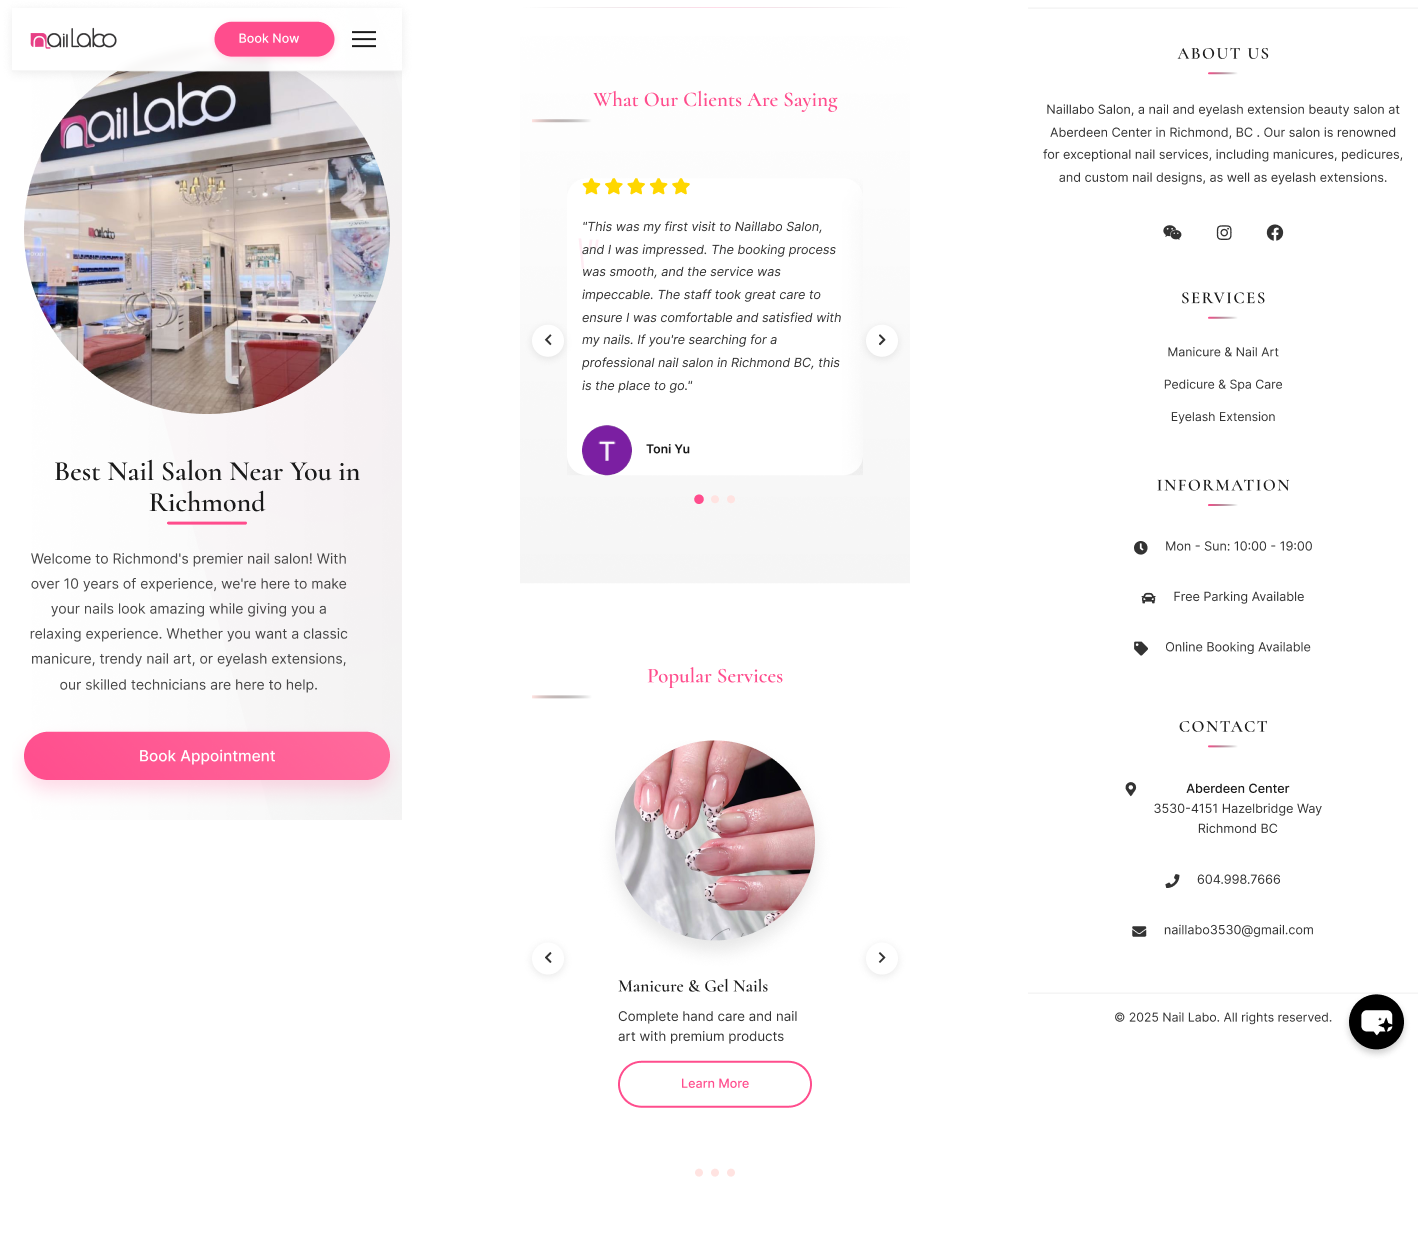 nailLabo
Book Now
nailLabo
nailLabo
Best Nail Salon Near You in
Richmond
Welcome to Richmond's premier nail salon! With
over 10 years of experience, we're here to make
your nails look amazing while giving you a
relaxing experience. Whether you want a classic
manicure, trendy nail art, or eyelash extensions,
our skilled technicians are here to help.
Book Appointment
What Our Clients Are Saying
"This was my first visit to Naillabo Salon,
and I was impressed. The booking process
was smooth, and the service was
impeccable. The staff took great care to
ensure I was comfortable and satisfied with
my nails. If you're searching for a
professional nail salon in Richmond BC, this
is the place to go."
T
Toni Yu
Popular Services
Manicure & Gel Nails
Complete hand care and nail
art with premium products
Learn More
ABOUT US
Naillabo Salon, a nail and eyelash extension beauty salon at
Aberdeen Center in Richmond, BC . Our salon is renowned
for exceptional nail services, including manicures, pedicures,
and custom nail designs, as well as eyelash extensions.
SERVICES
Manicure & Nail Art
Pedicure & Spa Care
Eyelash Extension
INFORMATION
Mon - Sun: 10:00 - 19:00
Free Parking Available
Online Booking Available
CONTACT
Aberdeen Center
3530-4151 Hazelbridge Way
Richmond BC
604.998.7666
naillabo3530@gmail.com
© 2025 Nail Labo. All rights reserved.